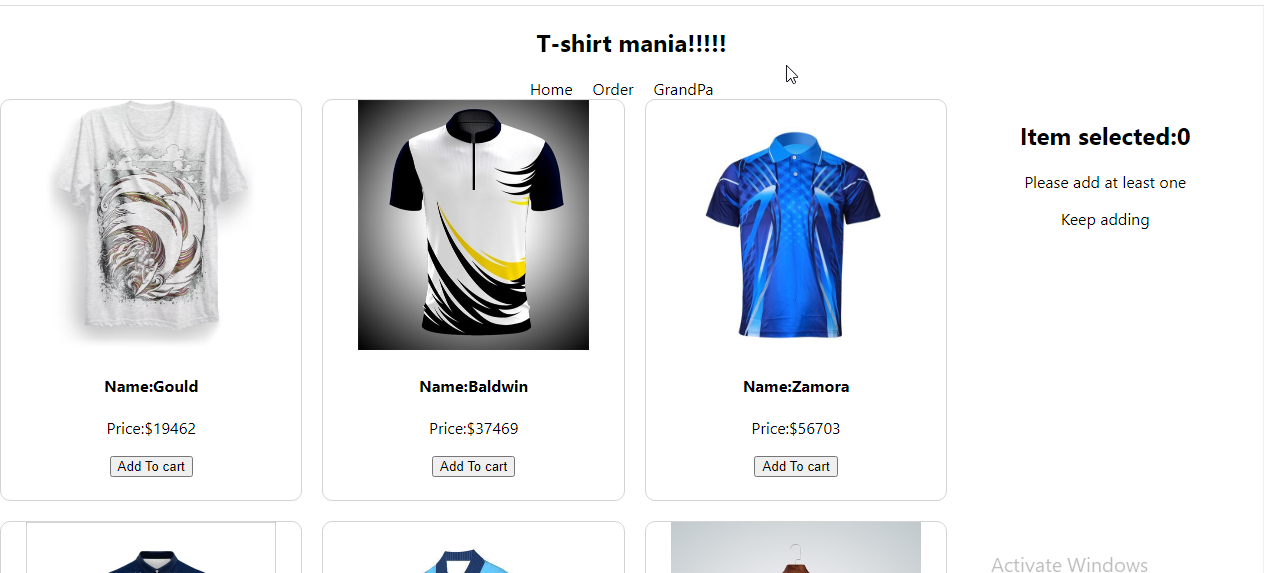 T-shirt mania!!!!!
Home Order GrandPa
Name:Gould
Price:$19462
Add To cart
Name:Baldwin
Price:$37469
Add To cart
Name:Zamora
Price:$56703
Add To cart
Item selected:0
Please add at least one
Keep adding
Activate Windows